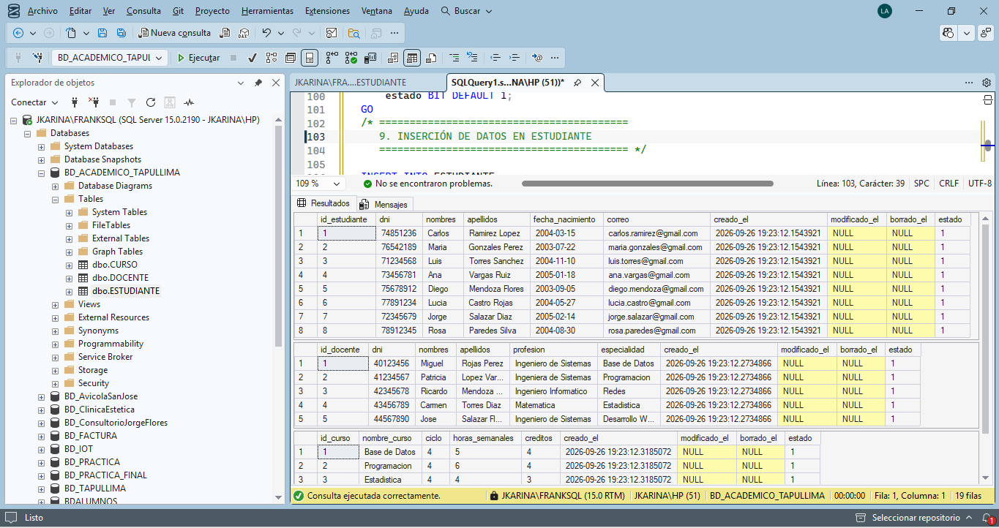 Archivo Editar Ver Consulta Git Proyecto Herramientas Extensiones Ventana Ayuda Buscar LA
Nueva consulta DAX
BD_ACADEMICO_TAPUL Ejecutar
Explorador de objetos
Conectar
JKARINA\FRANKSQL (SQL Server 15.0.2190 - JKARINA\HP)
Databases
System Databases
Database Snapshots
BD_ACADEMICO_TAPULLIMA
Database Diagrams
Tables
System Tables
FileTables
External Tables
Graph Tables
dbo.CURSO
dbo.DOCENTE
dbo.ESTUDIANTE
Views
External Resources
Synonyms
Programmability
Service Broker
Storage
Security
BD_AvicolaSanJose
BD_ClinicaEstetica
BD_ConsultorioJorgeFlores
BD_FACTURA
BD_IOT
BD_PRACTICA
BD_PRACTICA_FINAL
BD_TAPULLIMA
BDALUMNOS
JKARINA\FRA....ESTUDIANTE SQLQuery1.s...NA\HP (51))*
100 estado BIT DEFAULT 1;
101 GO
102 /* =========================================
103 9. INSERCIÓN DE DATOS EN ESTUDIANTE
104 ========================================= */
105
INSERT INTO ESTUDIANTE
109 % No se encontraron problemas. Línea: 103, Carácter: 39 SPC CRLF UTF-8
Resultados Mensajes
id_estudiante dni nombres apellidos fecha_nacimiento correo creado_el modificado_el borrado_el estado
1 1 74851236 Carlos Ramirez Lopez 2004-03-15 carlos.ramirez@gmail.com 2026-09-26 19:23:12.1543921 NULL NULL 1
2 2 76542189 Maria Gonzales Perez 2003-07-22 maria.gonzales@gmail.com 2026-09-26 19:23:12.1543921 NULL NULL 1
3 3 71234568 Luis Torres Sanchez 2004-11-10 luis.torres@gmail.com 2026-09-26 19:23:12.1543921 NULL NULL 1
4 4 73456781 Ana Vargas Ruiz 2005-01-18 ana.vargas@gmail.com 2026-09-26 19:23:12.1543921 NULL NULL 1
5 5 75678912 Diego Mendoza Flores 2003-09-05 diego.mendoza@gmail.com 2026-09-26 19:23:12.1543921 NULL NULL 1
6 6 77891234 Lucia Castro Rojas 2004-05-27 lucia.castro@gmail.com 2026-09-26 19:23:12.1543921 NULL NULL 1
7 7 72345679 Jorge Salazar Diaz 2005-02-14 jorge.salazar@gmail.com 2026-09-26 19:23:12.1543921 NULL NULL 1
8 8 78912345 Rosa Paredes Silva 2004-08-30 rosa.paredes@gmail.com 2026-09-26 19:23:12.1543921 NULL NULL 1
id_docente dni nombres apellidos profesion especialidad creado_el modificado_el borrado_el estado
1 1 40123456 Miguel Rojas Perez Ingeniero de Sistemas Base de Datos 2026-09-26 19:23:12.2734866 NULL NULL 1
2 2 41234567 Patricia Lopez Var... Ingeniera de Sistemas Programacion 2026-09-26 19:23:12.2734866 NULL NULL 1
3 3 42345678 Ricardo Mendoza ... Ingeniero Informatico Redes 2026-09-26 19:23:12.2734866 NULL NULL 1
4 4 43456789 Carmen Torres Diaz Matematica Estadistica 2026-09-26 19:23:12.2734866 NULL NULL 1
5 5 44567890 Jose Salazar Fl... Ingeniero de Sistemas Desarrollo W... 2026-09-26 19:23:12.2734866 NULL NULL 1
id_curso nombre_curso ciclo horas_semanales creditos creado_el modificado_el borrado_el estado
1 1 Base de Datos 4 5 4 2026-09-26 19:23:12.3185072 NULL NULL 1
2 2 Programacion 4 6 4 2026-09-26 19:23:12.3185072 NULL NULL 1
3 3 Estadistica 4 4 3 2026-09-26 19:23:12.3185072 NULL NULL 1
Consulta ejecutada correctamente. JKARINA\FRANKSQL (15.0 RTM) JKARINA\HP (51) BD_ACADEMICO_TAPULLIMA 00:00:00 Fila: 1, Columna: 1 19 filas
Listo Seleccionar repositorio 1